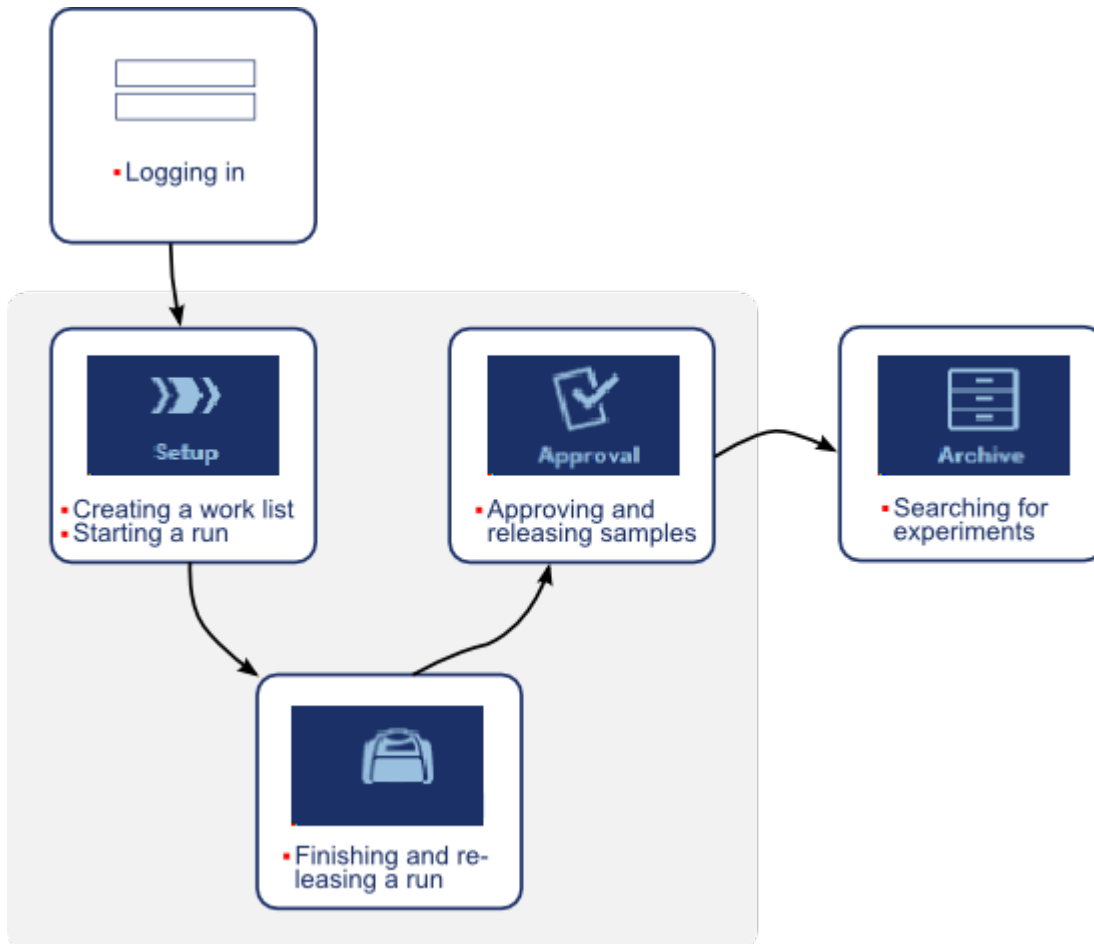 Logging in
Setup
Creating a work list
Starting a run
Approval
Approving and
releasing samples
Archive
Searching for
experiments
Finishing and re-
leasing a run